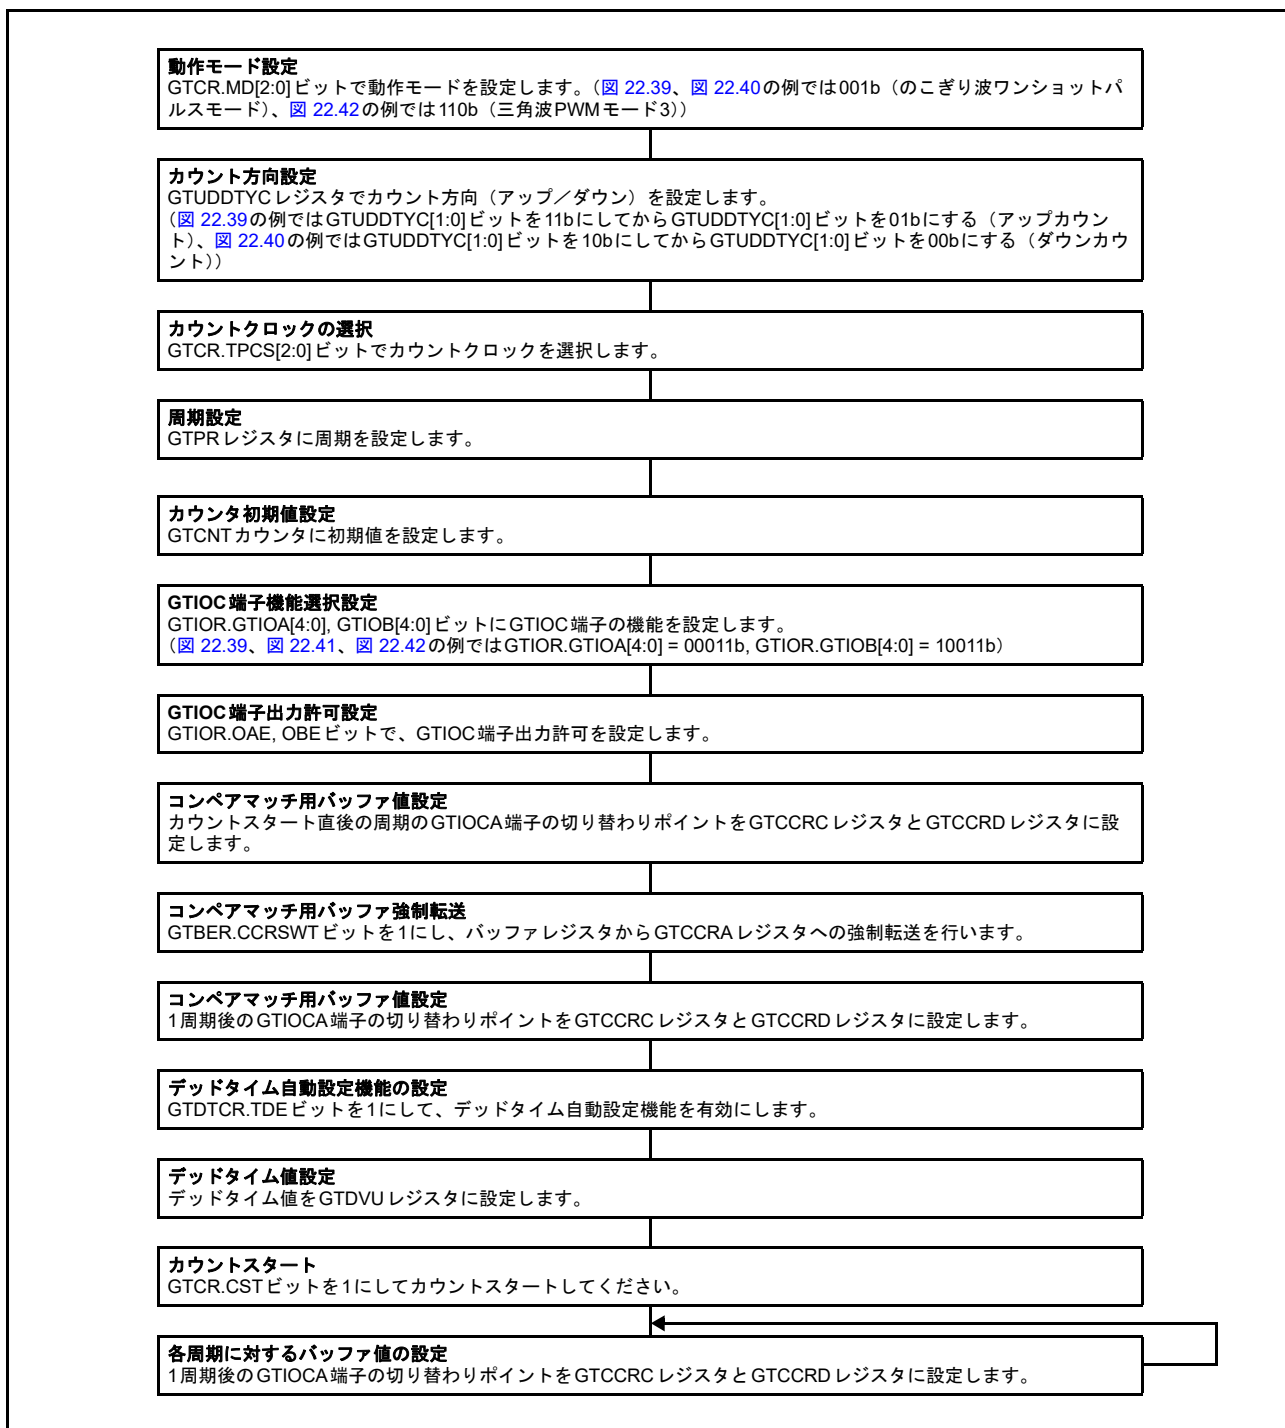 動作モード設定
GTCR.MD[2:0]ビットで動作モードを設定します。（図 22.39、図 22.40の例では001b（のこぎり波ワンショットパ
ルスモード）、図 22.42の例では110b（三角波PWMモード3））
カウント方向設定
GTUDDTYCレジスタでカウント方向（アップ／ダウン）を設定します。
（図 22.39の例ではGTUDDTYC[1:0]ビットを11bにしてからGTUDDTYC[1:0]ビットを01bにする（アップカウン
ト）、図 22.40の例ではGTUDDTYC[1:0]ビットを10bにしてからGTUDDTYC[1:0]ビットを00bにする（ダウンカウ
ント））
カウントクロックの選択
GTCR.TPCS[2:0]ビットでカウントクロックを選択します。
周期設定
GTPRレジスタに周期を設定します。
カウンタ初期値設定
GTCNTカウンタに初期値を設定します。
GTIOC端子機能選択設定
GTIOR.GTIOA[4:0], GTIOB[4:0]ビットにGTIOC端子の機能を設定します。
（図 22.39、図 22.41、図 22.42の例ではGTIOR.GTIOA[4:0] = 00011b, GTIOR.GTIOB[4:0] = 10011b）
GTIOC端子出力許可設定
GTIOR.OAE, OBEビットで、GTIOC端子出力許可を設定します。
コンペアマッチ用バッファ値設定
カウントスタート直後の周期のGTIOCA端子の切り替わりポイントをGTCCRCレジスタとGTCCRDレジスタに設
定します。
コンペアマッチ用バッファ強制転送
GTBER.CCRSWTビットを1にし、バッファレジスタからGTCCRAレジスタへの強制転送を行います。
コンペアマッチ用バッファ値設定
1周期後のGTIOCA端子の切り替わりポイントをGTCCRCレジスタとGTCCRDレジスタに設定します。
デッドタイム自動設定機能の設定
GTDTCR.TDEビットを1にして、デッドタイム自動設定機能を有効にします。
デッドタイム値設定
デッドタイム値をGTDVUレジスタに設定します。
カウントスタート
GTCR.CSTビットを1にしてカウントスタートしてください。
各周期に対するバッファ値の設定
1周期後のGTIOCA端子の切り替わりポイントをGTCCRCレジスタとGTCCRDレジスタに設定します。